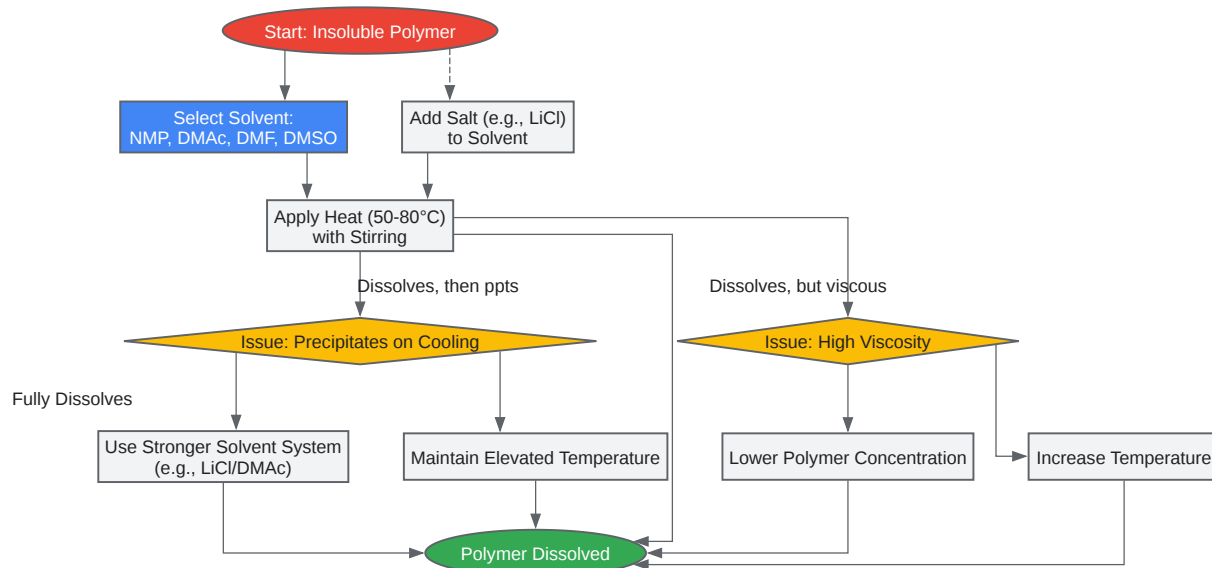 Start: Insoluble Polymer
Select Solvent:
NMP, DMAc, DMF, DMSO
Add Salt (e.g., LiCl)
to Solvent
Apply Heat (50-80°C)
with Stirring
Dissolves, then ppts
Dissolves, but viscous
Issue: Precipitates on Cooling
Issue: High Viscosity
Fully Dissolves
Use Stronger Solvent System
(e.g., LiCl/DMAc)
Maintain Elevated Temperature
Lower Polymer Concentration
Increase Temperature
Polymer Dissolved